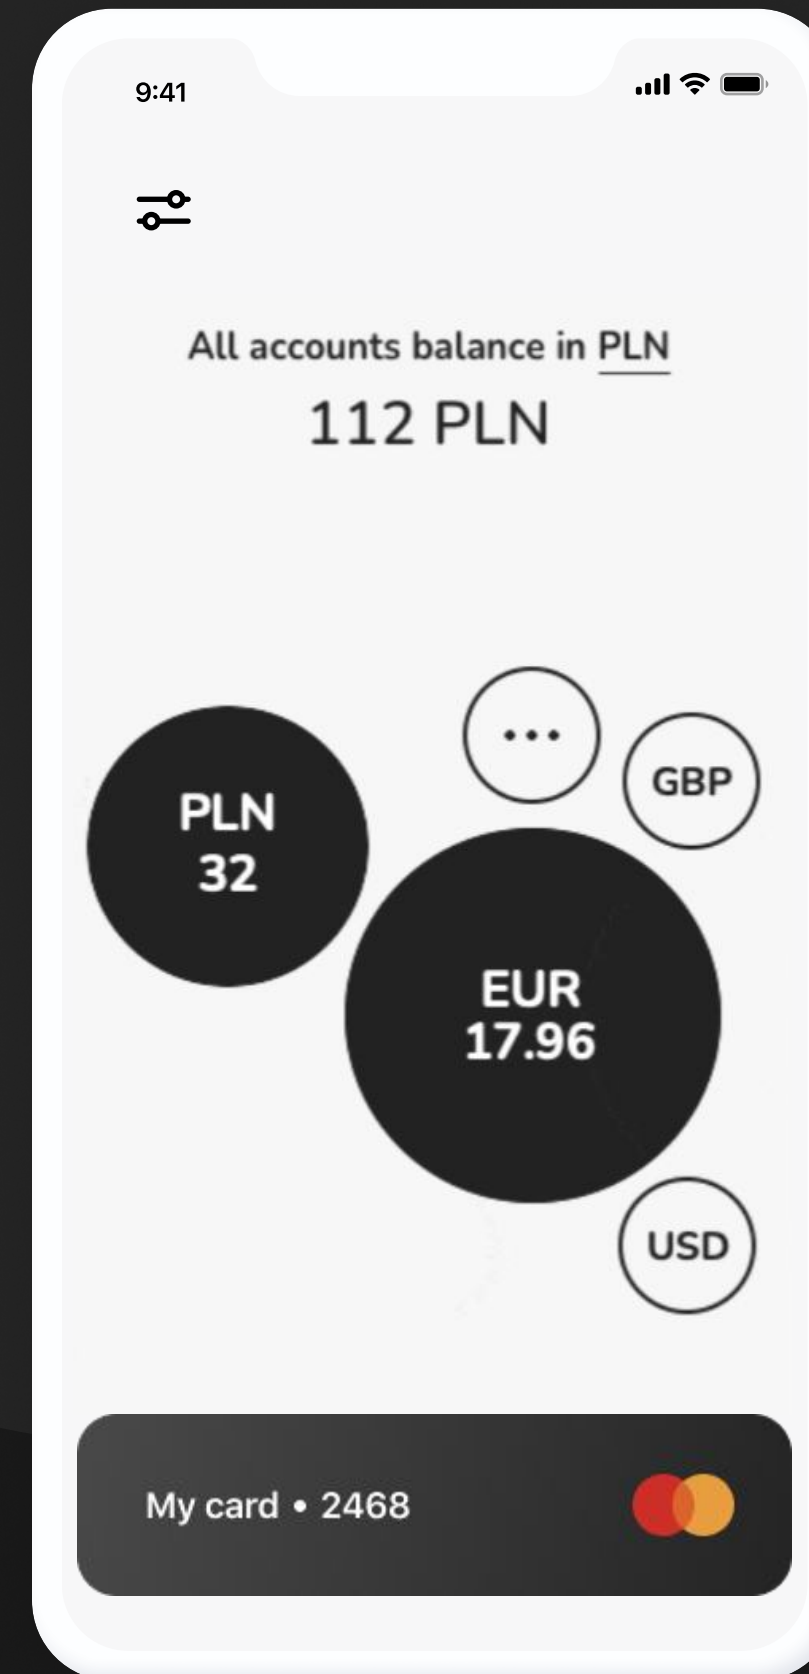 9:41
All accounts balance in PLN
112 PLN
...
GBP
PLN
32
EUR
17.96
USD
My card • 2468